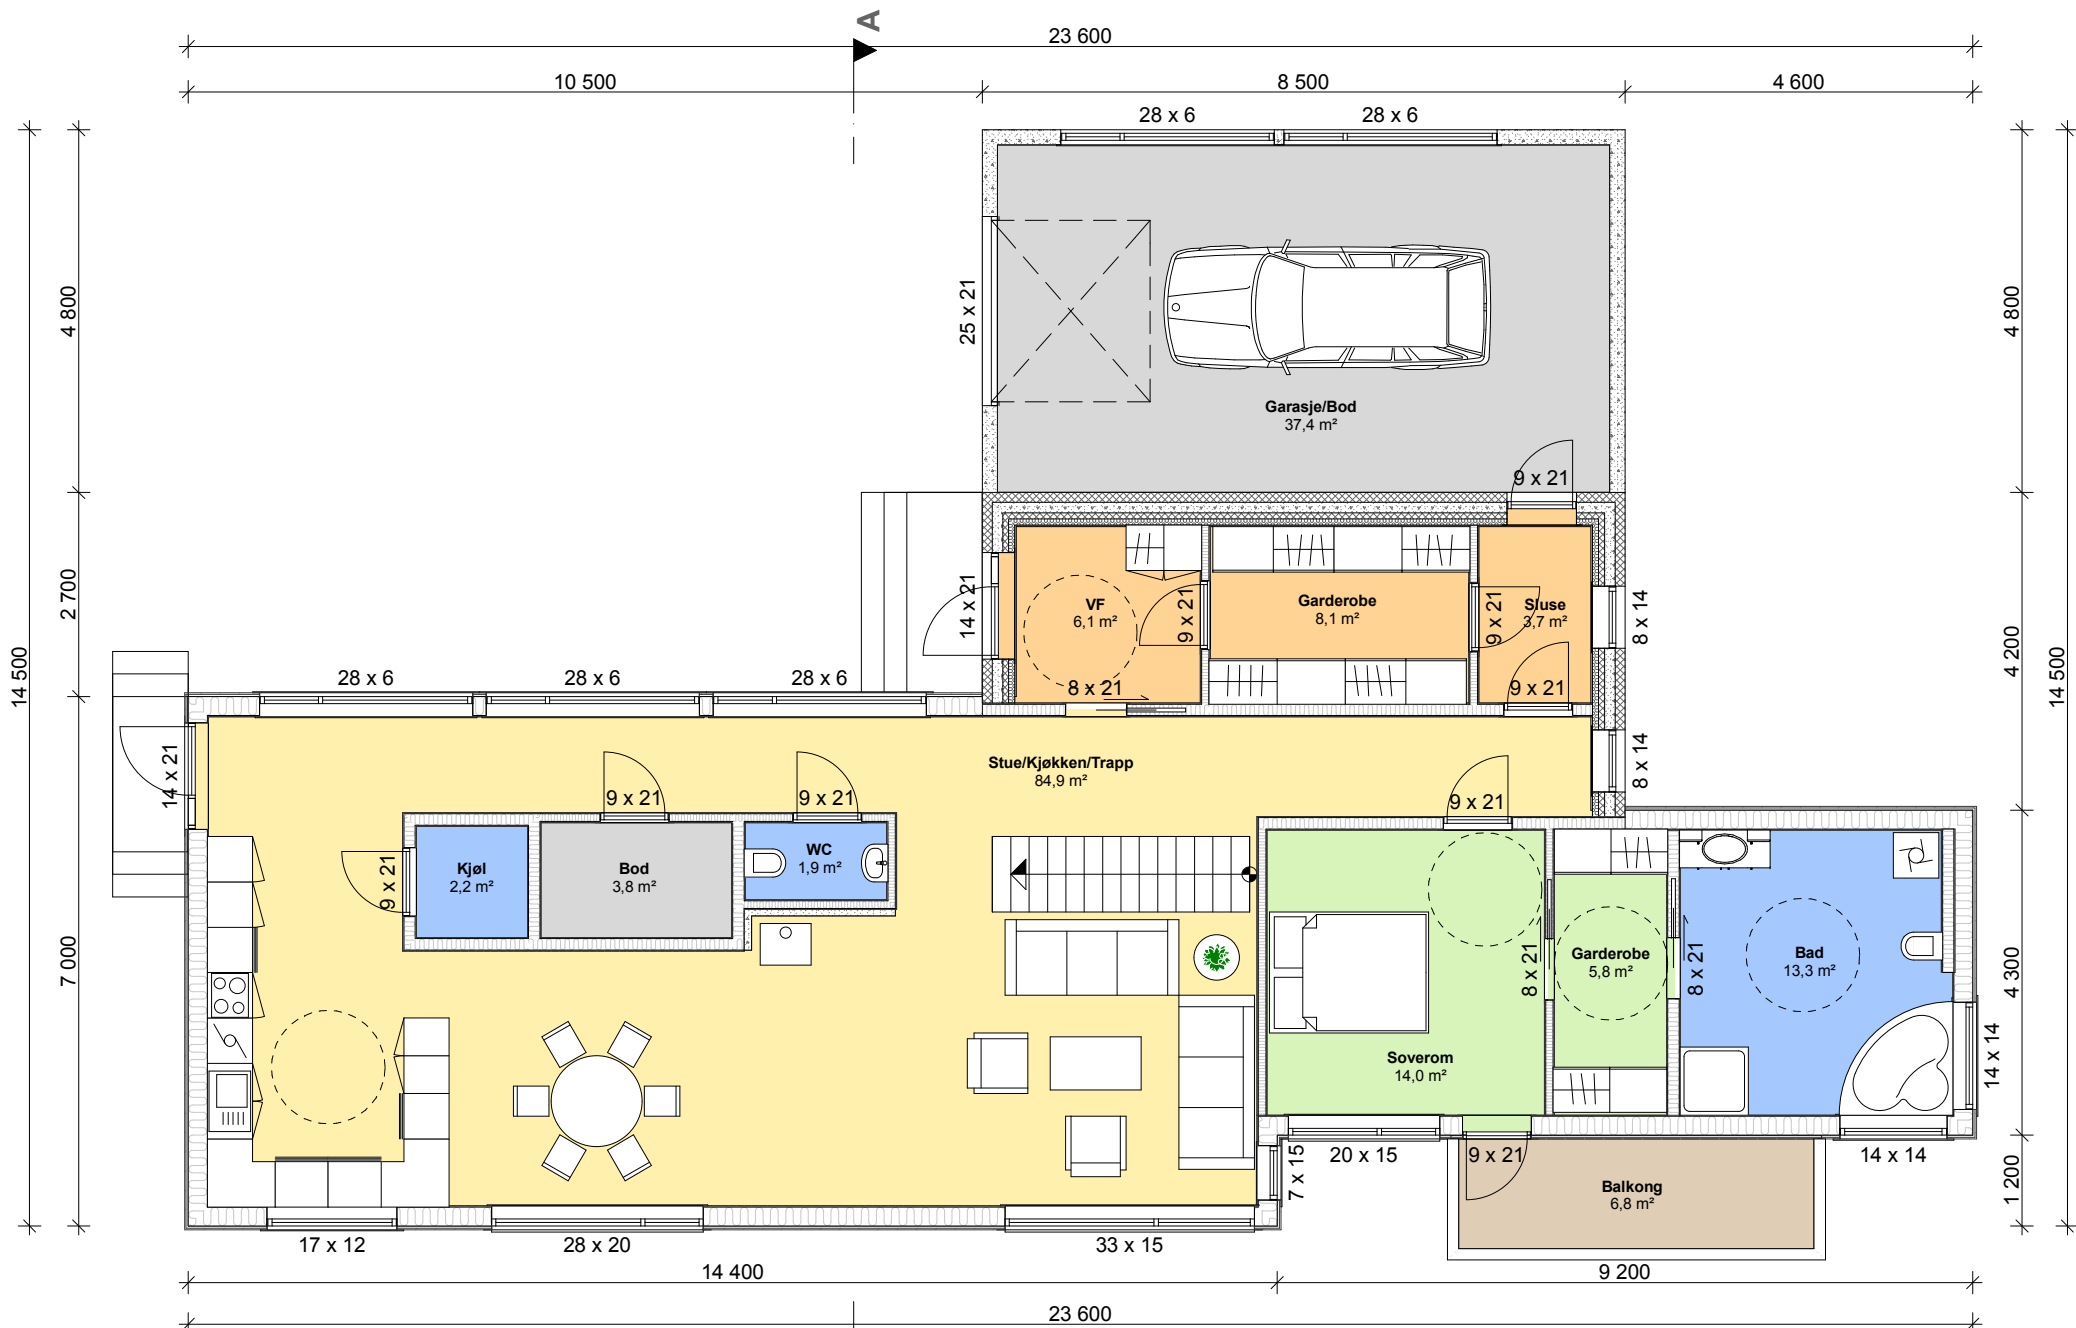 A
23 600
10 500
8 500
4 600
28 x 6
28 x 6
14 500
4 800
25 x 21
Garasje/Bod
37,4 m²
4 800
14 500
9 x 21
2 700
14 x 21
VF
6,1 m²
9 x 21
Garderobe
8,1 m²
9 x 21
Sluse
3,7 m²
8 x 14
4 200
28 x 6
28 x 6
28 x 6
8 x 21
9 x 21
14 x 21
Stue/Kjøkken/Trapp
84,9 m²
8 x 14
9 x 21
9 x 21
9 x 21
7 000
9 x 21
Kjøl
2,2 m²
Bod
3,8 m²
WC
1,9 m²
8 x 21
Garderobe
5,8 m²
8 x 21
Bad
13,3 m²
4 300
Soverom
14,0 m²
14 x 14
7 x 15
20 x 15
9 x 21
14 x 14
Balkong
6,8 m²
1 200
17 x 12
28 x 20
33 x 15
14 400
9 200
23 600